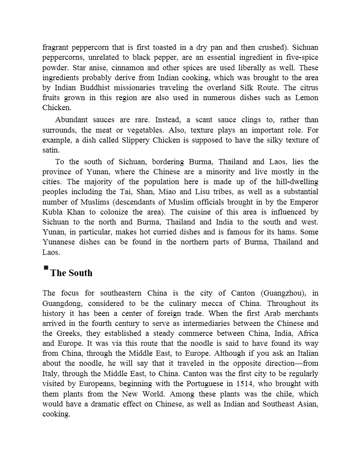 fragrant peppercorn that is first toasted in a dry pan and then crushed). Sichuan
peppercorns, unrelated to black pepper, are an essential ingredient in five-spice
powder. Star anise, cinnamon and other spices are used liberally as well. These
ingredients probably derive from Indian cooking, which was brought to the area
by Indian Buddhist missionaries traveling the overland Silk Route. The citrus
fruits grown in this region are also used in numerous dishes such as Lemon
Chicken.
Abundant sauces are rare. Instead, a scant sauce clings to, rather than
surrounds, the meat or vegetables. Also, texture plays an important role. For
example, a dish called Slippery Chicken is supposed to have the silky texture of
satin.
To the south of Sichuan, bordering Burma, Thailand and Laos, lies the
province of Yunan, where the Chinese are a minority and live mostly in the
cities. The majority of the population here is made up of the hill-dwelling
peoples including the Tai, Shan, Miao and Lisu tribes, as well as a substantial
number of Muslims (descendants of Muslim officials brought in by the Emperor
Kubla Khan to colonize the area). The cuisine of this area is influenced by
Sichuan to the north and Burma, Thailand and India to the south and west.
Yunan, in particular, makes hot curried dishes and is famous for its hams. Some
Yunanese dishes can be found in the northern parts of Burma, Thailand and
Laos.
The South
The focus for southeastern China is the city of Canton (Guangzhou), in
Guangdong, considered to be the culinary mecca of China. Throughout its
history it has been a center of foreign trade. When the first Arab merchants
arrived in the fourth century to serve as intermediaries between the Chinese and
the Greeks, they established a steady commerce between China, India, Africa
and Europe. It was via this route that the noodle is said to have found its way
from China, through the Middle East, to Europe. Although if you ask an Italian
about the noodle, he will say that it traveled in the opposite direction—from
Italy, through the Middle East, to China. Canton was the first city to be regularly
visited by Europeans, beginning with the Portuguese in 1514, who brought with
them plants from the New World. Among these plants was the chile, which
would have a dramatic effect on Chinese, as well as Indian and Southeast Asian,
cooking.